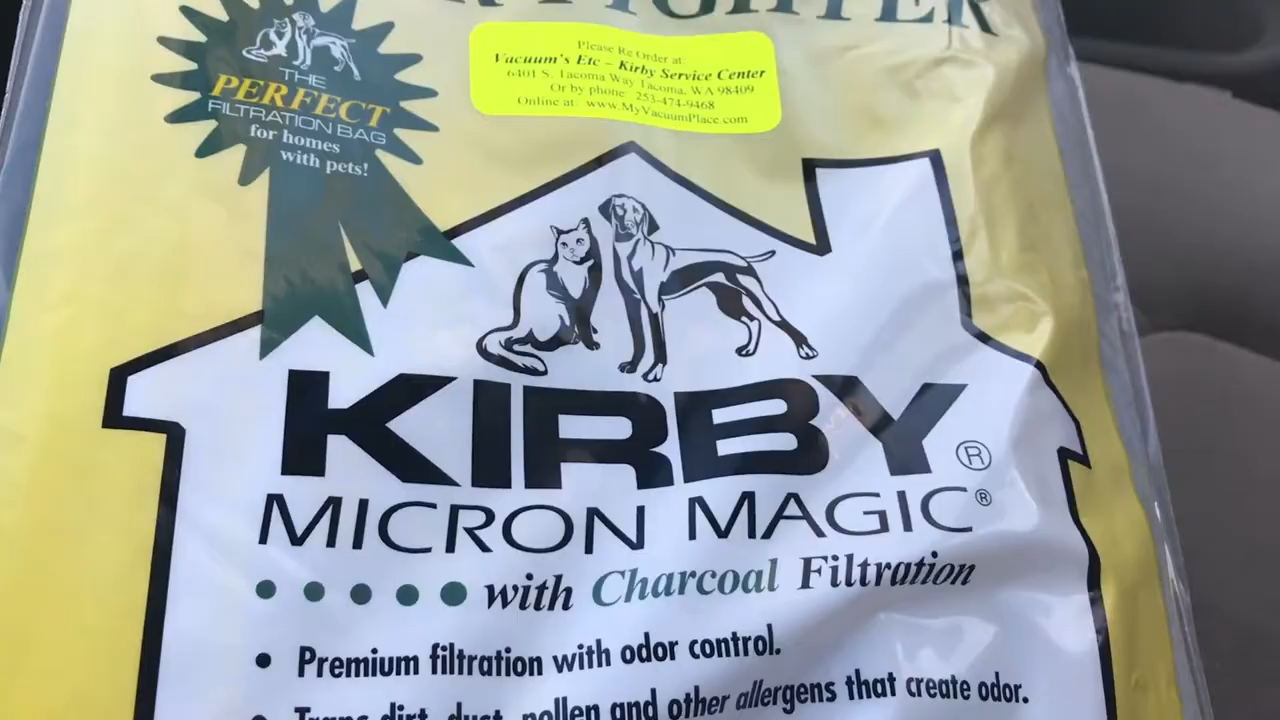 FIGHTER
THE
PERFECT
FILTRATION BAG
for homes
with pets!
Please Re Order at:
Vacuum's Etc – Kirby Service Center
6401 S. Tacoma Way Tacoma, WA 98409
Or by phone: 253-474-9468
Online at: www.MyVacuumPlace.com
KIRBY®
MICRON MAGIC®
with Charcoal Filtration
• Premium filtration with odor control.
• Traps dirt, dust, pollen and other allergens that create odor.